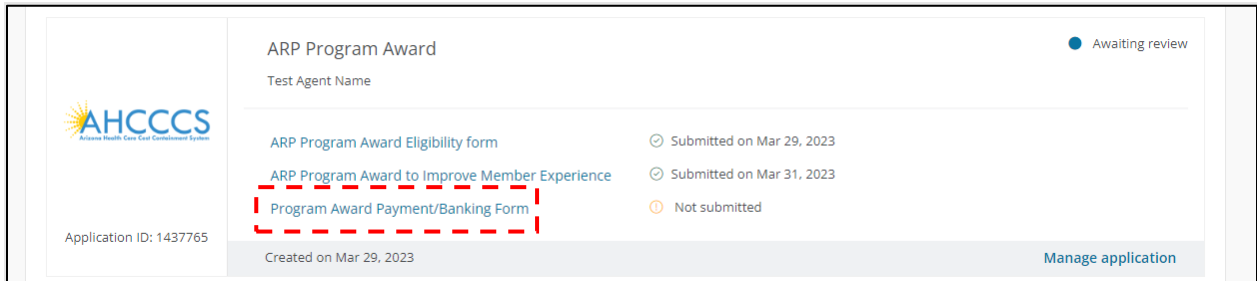 ARP Program Award
Awaiting review
Test Agent Name
AHCCCS
Arizona Health Care Cost Containment System
ARP Program Award Eligibility form
Submitted on Mar 29, 2023
ARP Program Award to Improve Member Experience
Submitted on Mar 31, 2023
Program Award Payment/Banking Form
Not submitted
Application ID: 1437765
Created on Mar 29, 2023
Manage application